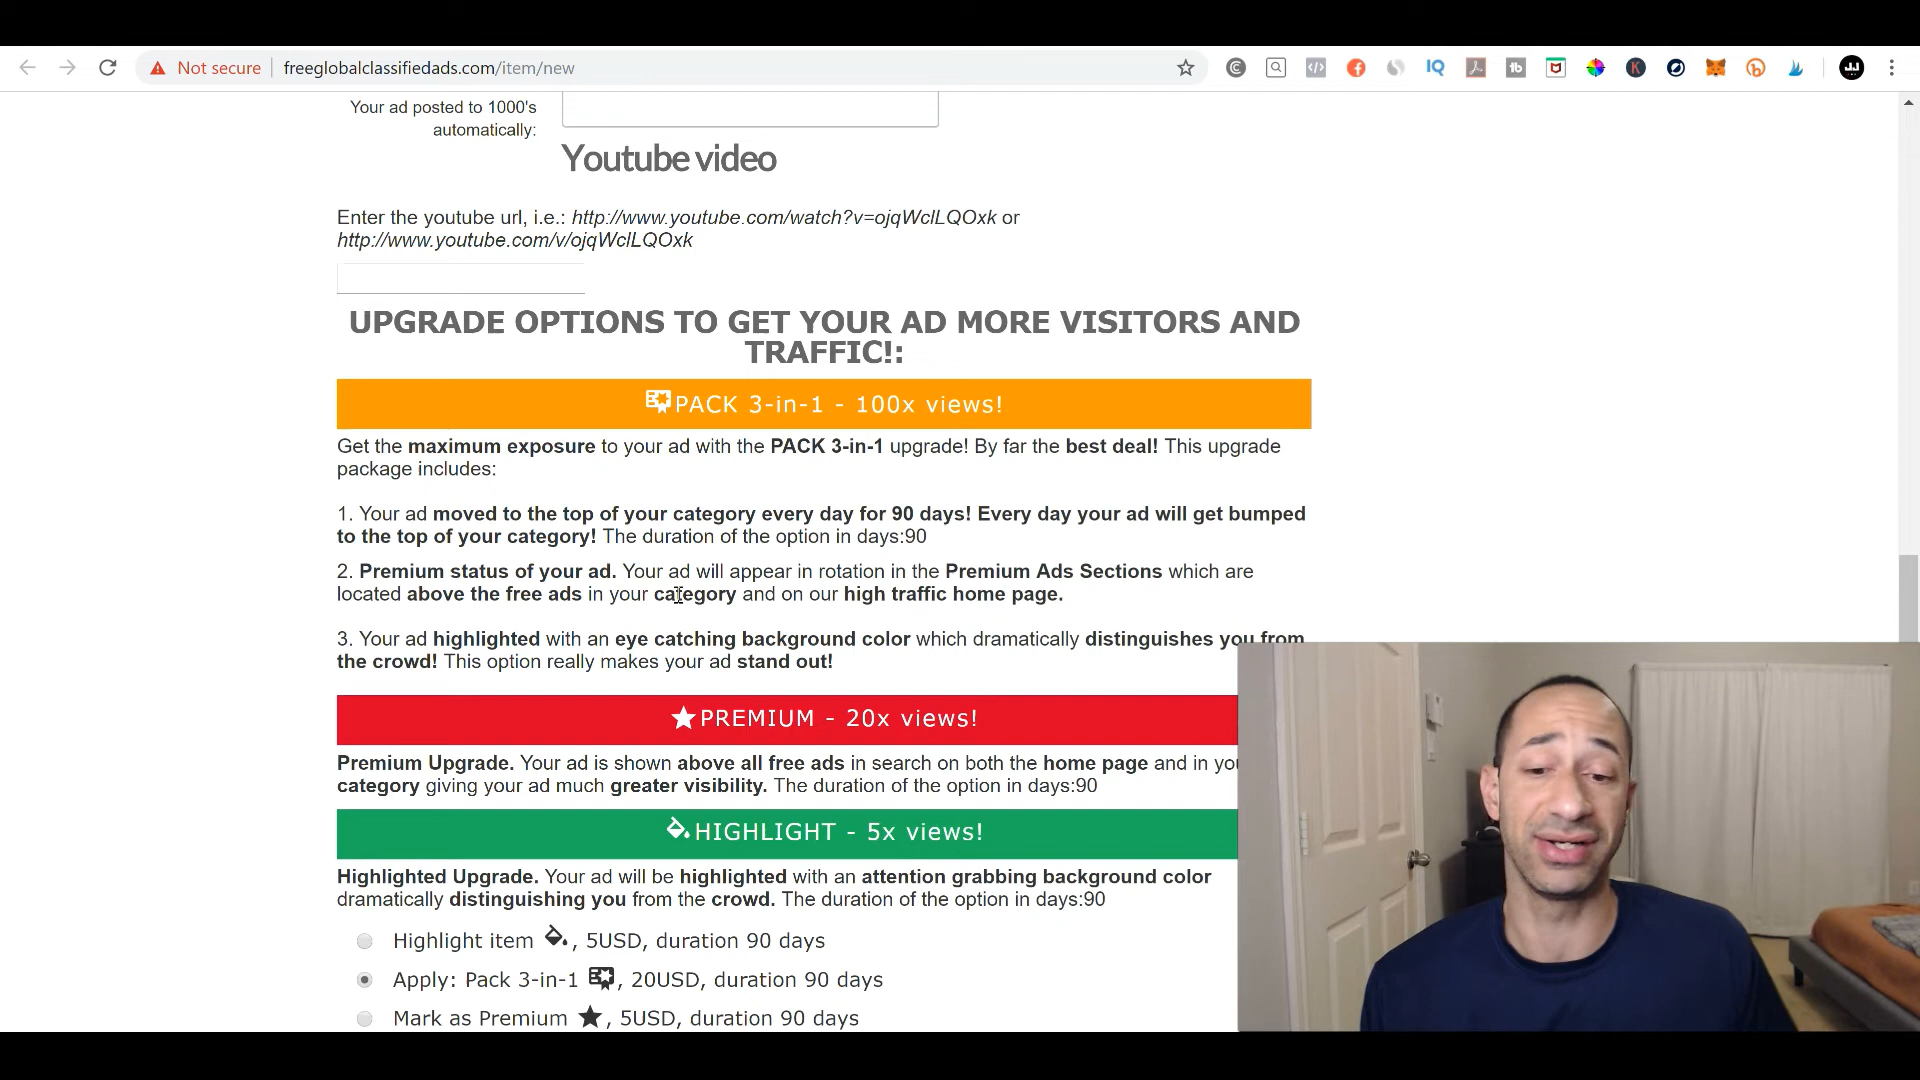 Not secure
freeglobalclassifiedads.com/item/new
Your ad posted to 1000's
automatically:
Youtube video
Enter the youtube url, i.e.: http://www.youtube.com/watch?v=ojqWclLQOxk or
http://www.youtube.com/v/ojqWclLQOxk
UPGRADE OPTIONS TO GET YOUR AD MORE VISITORS AND
TRAFFIC!:
PACK 3-in-1 - 100x views!
Get the maximum exposure to your ad with the PACK 3-in-1 upgrade! By far the best deal! This upgrade
package includes:
1. Your ad moved to the top of your category every day for 90 days! Every day your ad will get bumped
to the top of your category! The duration of the option in days:90
2. Premium status of your ad. Your ad will appear in rotation in the Premium Ads Sections which are
located above the free ads in your category and on our high traffic home page.
3. Your ad highlighted with an eye catching background color which dramatically distinguishes you from
the crowd! This option really makes your ad stand out!
PREMIUM - 20x views!
Premium Upgrade. Your ad is shown above all free ads in search on both the home page and in you
category giving your ad much greater visibility. The duration of the option in days:90
HIGHLIGHT - 5x views!
Highlighted Upgrade. Your ad will be highlighted with an attention grabbing background color
dramatically distinguishing you from the crowd. The duration of the option in days:90
Highlight item , 5USD, duration 90 days
Apply: Pack 3-in-1 , 20USD, duration 90 days
Mark as Premium , 5USD, duration 90 days